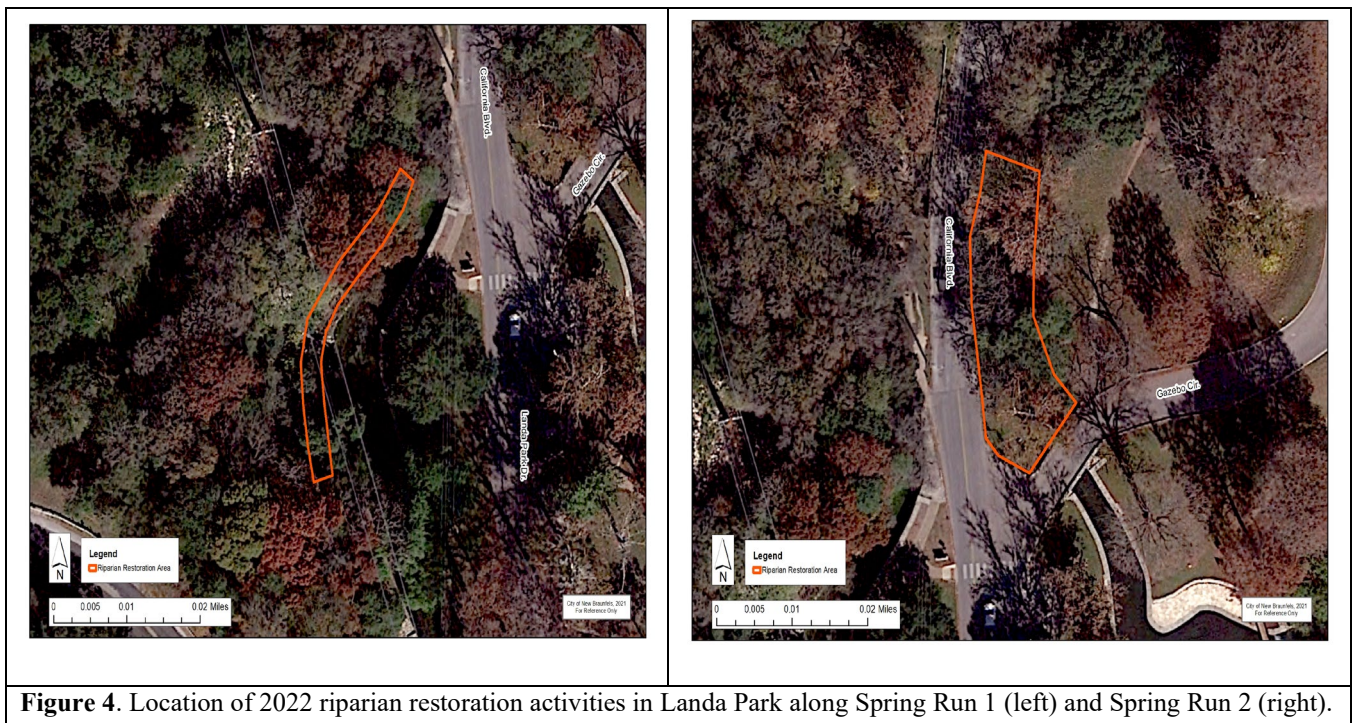 California Blvd.
Gazebo Cir.
Landa Park Dr.
N
Legend
Riparian Restoration Area
0 0.005 0.01 0.02 Miles
City of New Braunfels, 2021
For Reference Only
California Blvd.
Gazebo Cir.
N
Legend
Riparian Restoration Area
0 0.005 0.01 0.02 Miles
City of New Braunfels, 2021
For Reference Only
Figure 4. Location of 2022 riparian restoration activities in Landa Park along Spring Run 1 (left) and Spring Run 2 (right).